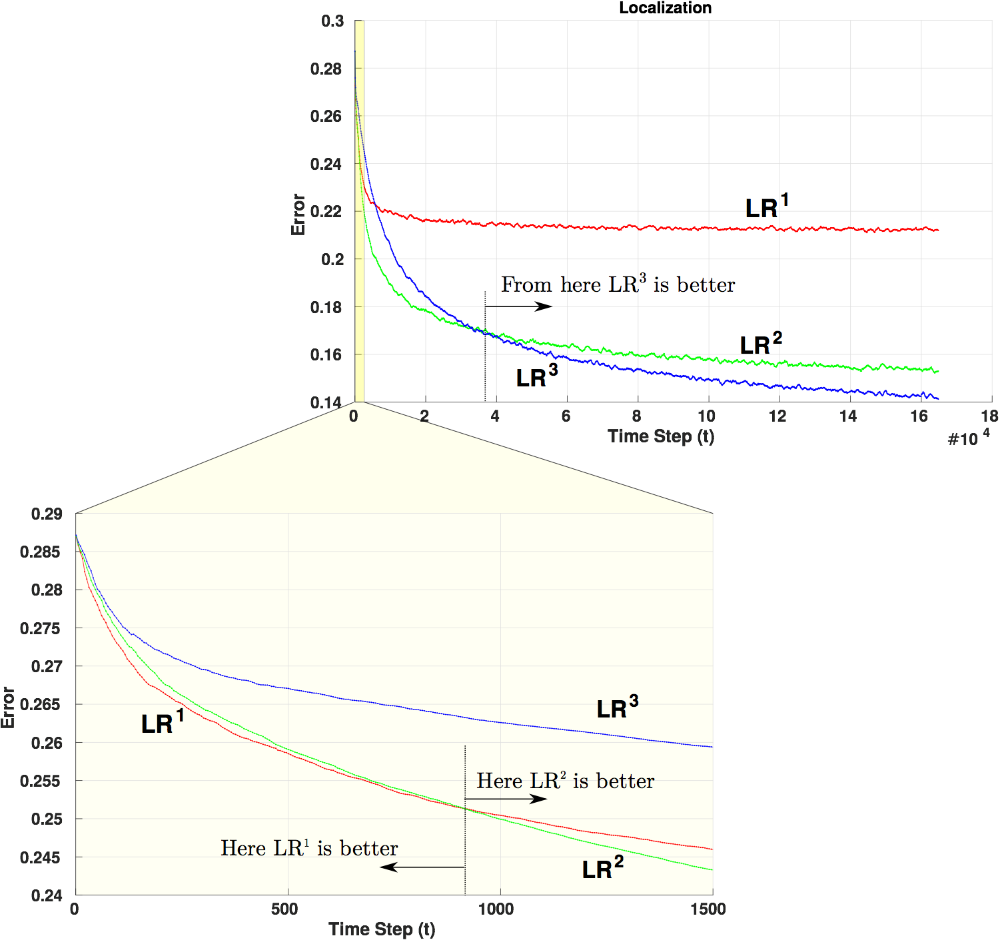 Localization
0.3
0.28
0.26
0.24
0.22
0.2
0.18
0.16
0.14
Error
LR¹
From here LR³ is better
LR²
LR³
0 2 4 6 8 10 12 14 16 18
Time Step (t)
#10 ⁴
0.29
0.285
0.28
0.275
0.27
0.265
0.26
0.255
0.25
0.245
0.24
Error
LR³
LR¹
Here LR² is better
Here LR¹ is better
LR²
0 500 1000 1500
Time Step (t)